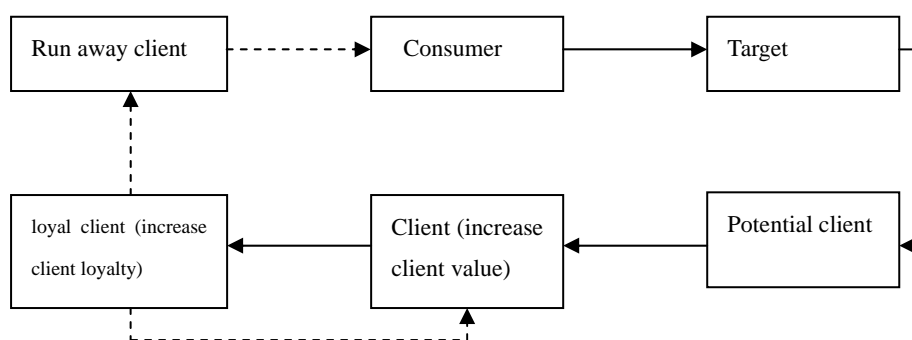 Run away client
Consumer
Target
loyal client (increase
client loyalty)
Client (increase
client value)
Potential client